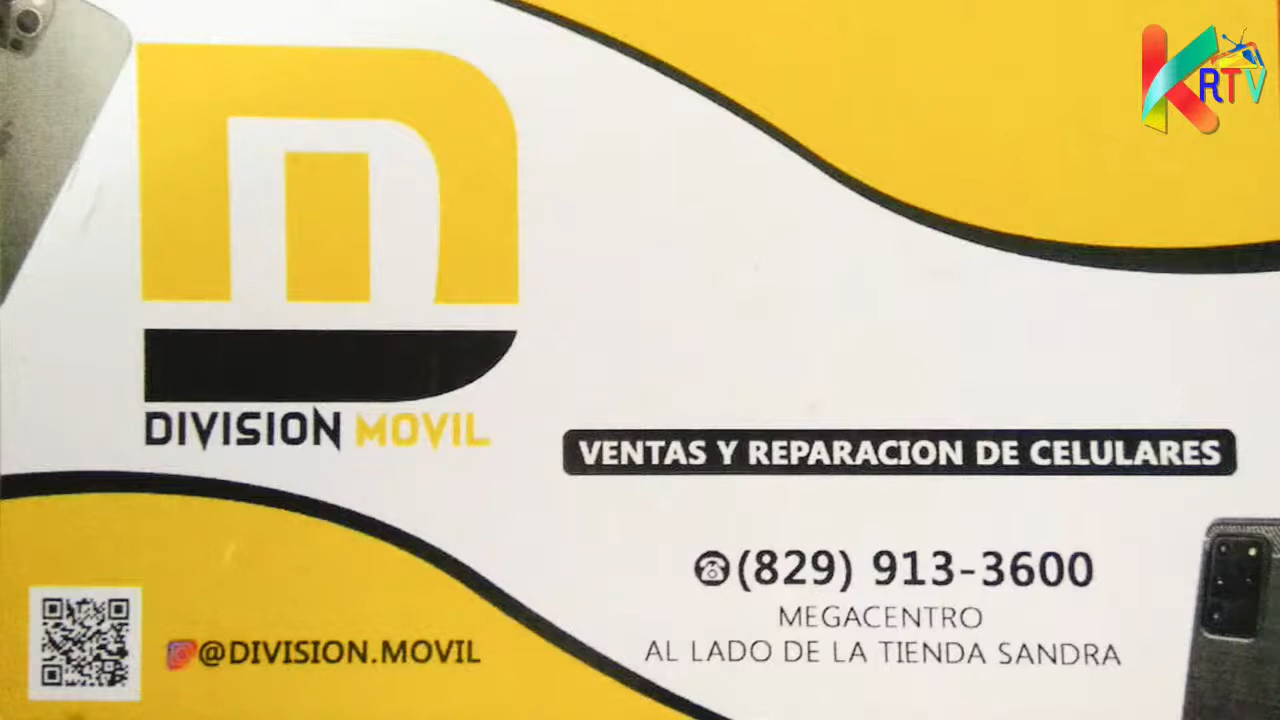 KRTV
DIVISION MOVIL
VENTAS Y REPARACION DE CELULARES
(829) 913-3600
MEGACENTRO
AL LADO DE LA TIENDA SANDRA
@DIVISION.MOVIL